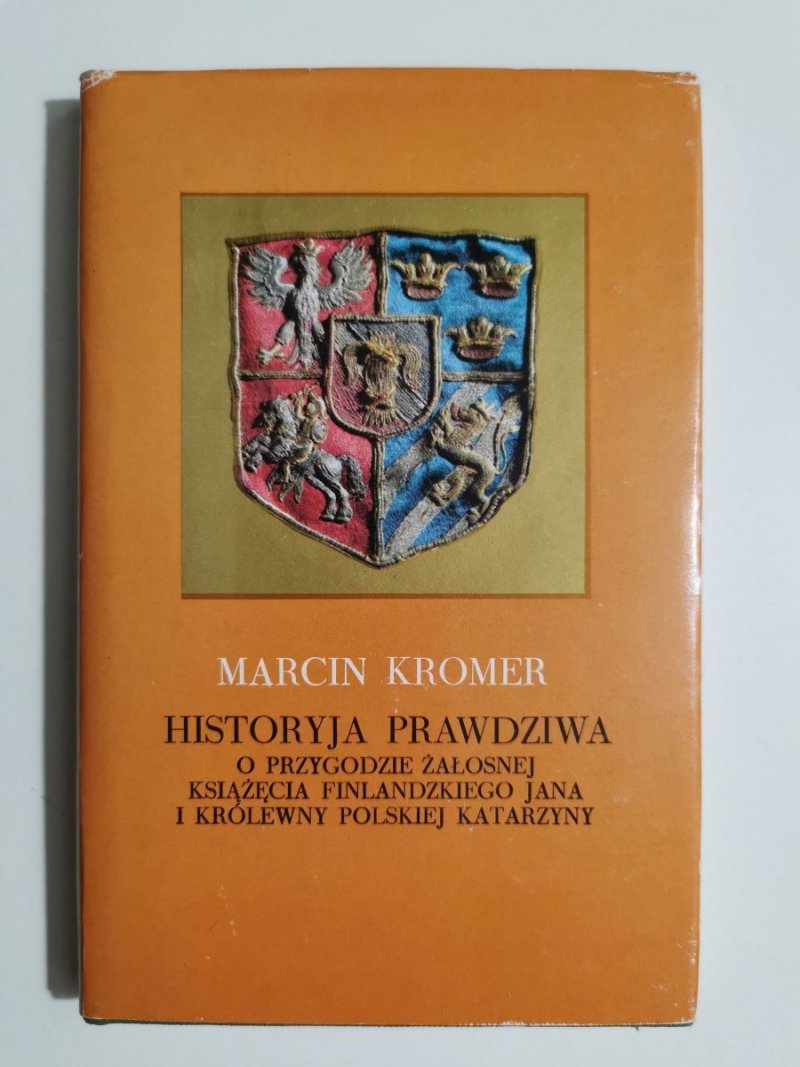 MARCIN KROMER
HISTORYJA PRAWDZIWA
O PRZYGODZIE ŻAŁOSNEJ
KSIĄŻĘCIA FINLANDZKIEGO JANA
I KRÓLEWNY POLSKIEJ KATARZYNY